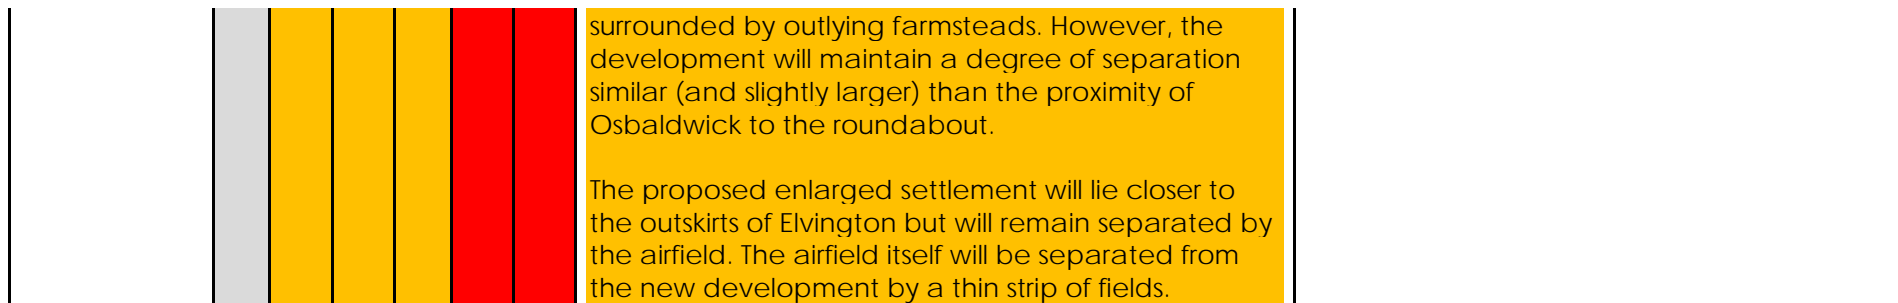 surrounded by outlying farmsteads. However, the
development will maintain a degree of separation
similar (and slightly larger) than the proximity of
Osbaldwick to the roundabout.
The proposed enlarged settlement will lie closer to
the outskirts of Elvington but will remain separated by
the airfield. The airfield itself will be separated from
the new development by a thin strip of fields.